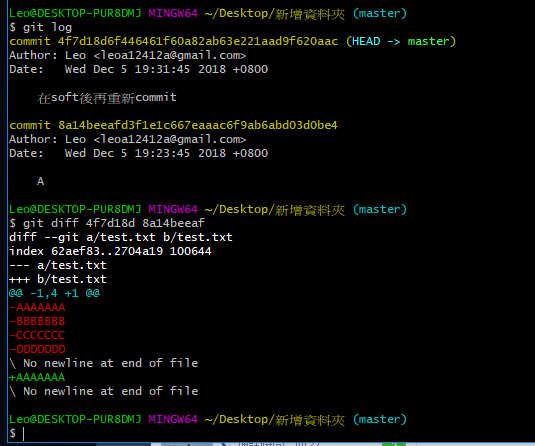 Leo@DESKTOP-PUR8DMJ MINGW64 ~/Desktop/新增資料夾 (master)
$ git log
commit 4f7d18d6f446461f60a82ab63e221aad9f620aac (HEAD -> master)
Author: Leo <leoa12412a@gmail.com>
Date:   Wed Dec 5 19:31:45 2018 +0800
在soft後再重新commit
commit 8a14beeafd3f1e1c667eaaac6f9ab6abd03d0be4
Author: Leo <leoa12412a@gmail.com>
Date:   Wed Dec 5 19:23:45 2018 +0800
A
Leo@DESKTOP-PUR8DMJ MINGW64 ~/Desktop/新增資料夾 (master)
$ git diff 4f7d18d 8a14beeaf
diff --git a/test.txt b/test.txt
index 62aef83..2704a19 100644
--- a/test.txt
+++ b/test.txt
@@ -1,4 +1 @@
-AAAAAAA
-BBBBBBB
-CCCCCCC
-DDDDDDD
\ No newline at end of file
+AAAAAAA
\ No newline at end of file
Leo@DESKTOP-PUR8DMJ MINGW64 ~/Desktop/新增資料夾 (master)
$